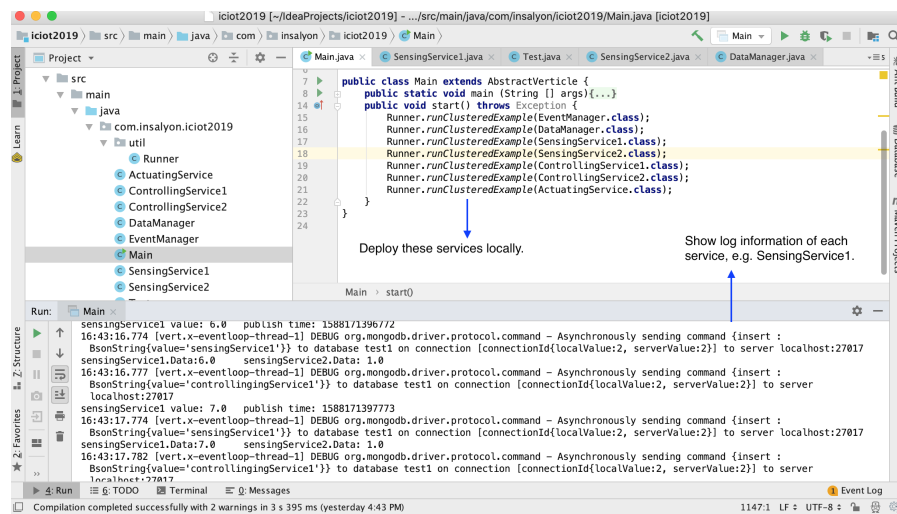 iciot2019 [~/IdeaProjects/iciot2019] - .../src/main/java/com/insalyon/iciot2019/Main.java [iciot2019]
iciot2019 src main java com insalyon iciot2019 Main
Main
1: Project
Learn
Z: Structure
2: Favorites
Project
src
main
java
com.insalyon.iciot2019
util
Runner
ActuatingService
ControllingService1
ControllingService2
DataManager
EventManager
Main
SensingService1
SensingService2
Main.java SensingService1.java Test.java SensingService2.java DataManager.java
7 public class Main extends AbstractVerticle {
8 public static void main (String [] args){...}
14 public void start() throws Exception {
15 Runner.runClusteredExample(EventManager.class);
16 Runner.runClusteredExample(DataManager.class);
17 Runner.runClusteredExample(SensingService1.class);
18 Runner.runClusteredExample(SensingService2.class);
19 Runner.runClusteredExample(ControllingService1.class);
20 Runner.runClusteredExample(ControllingService2.class);
21 Runner.runClusteredExample(ActuatingService.class);
22 }
23 }
24
Deploy these services locally.
Show log information of each
service, e.g. SensingService1.
Main › start()
Run: Main
sensingService1 value: 6.0 publish time: 1588171396772
16:43:16.774 [vert.x-eventloop-thread-1] DEBUG org.mongodb.driver.protocol.command – Asynchronously sending command {insert :
BsonString{value='sensingService1'}} to database test1 on connection [connectionId{localValue:2, serverValue:2}] to server localhost:27017
sensingService1.Data:6.0 sensingService2.Data: 1.0
16:43:16.777 [vert.x-eventloop-thread-1] DEBUG org.mongodb.driver.protocol.command – Asynchronously sending command {insert :
BsonString{value='controllingingService1'}} to database test1 on connection [connectionId{localValue:2, serverValue:2}] to server
localhost:27017
sensingService1 value: 7.0 publish time: 1588171397773
16:43:17.774 [vert.x-eventloop-thread-1] DEBUG org.mongodb.driver.protocol.command – Asynchronously sending command {insert :
BsonString{value='sensingService1'}} to database test1 on connection [connectionId{localValue:2, serverValue:2}] to server localhost:27017
sensingService1.Data:7.0 sensingService2.Data: 1.0
16:43:17.782 [vert.x-eventloop-thread-1] DEBUG org.mongodb.driver.protocol.command – Asynchronously sending command {insert :
BsonString{value='controllingingService1'}} to database test1 on connection [connectionId{localValue:2, serverValue:2}] to server
localhost:27017
4: Run 6: TODO Terminal 0: Messages 1 Event Log
Compilation completed successfully with 2 warnings in 3 s 395 ms (yesterday 4:43 PM) 1147:1 LF UTF-8